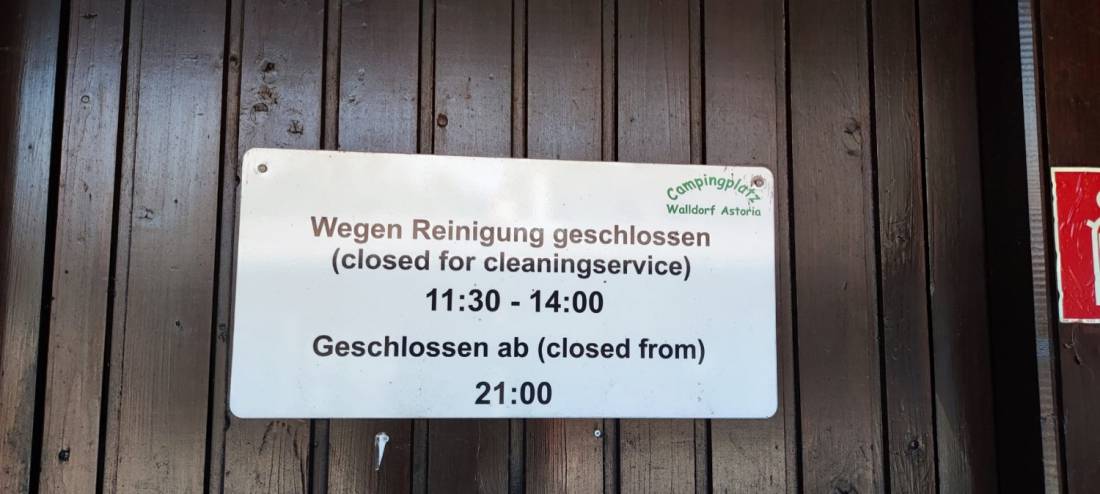 Campingplatz
Walldorf Astoria
Wegen Reinigung geschlossen
(closed for cleaningservice)
11:30 - 14:00
Geschlossen ab (closed from)
21:00